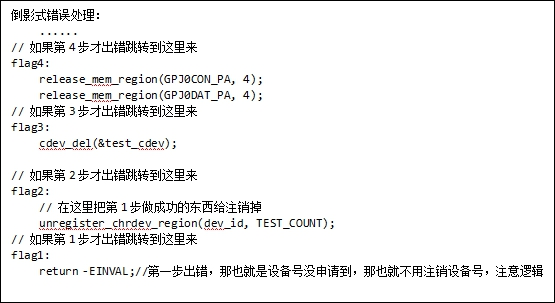 倒影式错误处理:
......
// 如果第 4 步才出错跳转到这里来
flag4:
release_mem_region(GPJ0CON_PA, 4);
release_mem_region(GPJ0DAT_PA, 4);
// 如果第 3 步才出错跳转到这里来
flag3:
cdev_del(&test_cdev);
// 如果第 2 步才出错跳转到这里来
flag2:
// 在这里把第 1 步做成功的东西给注销掉
unregister_chrdev_region(dev_id, TEST_COUNT);
// 如果第 1 步才出错跳转到这里来
flag1:
return -EINVAL;//第一步出错，那也就是设备号没申请到，那也就不用注销设备号，注意逻辑